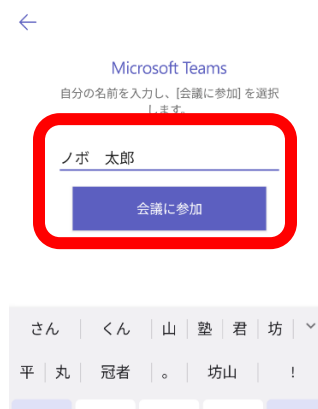 Microsoft Teams
自分の名前を入力し、[会議に参加] を選択
します。
ノボ　太郎
会議に参加
さん くん 山 塾 君 坊
平 丸 冠者 。 坊山 !